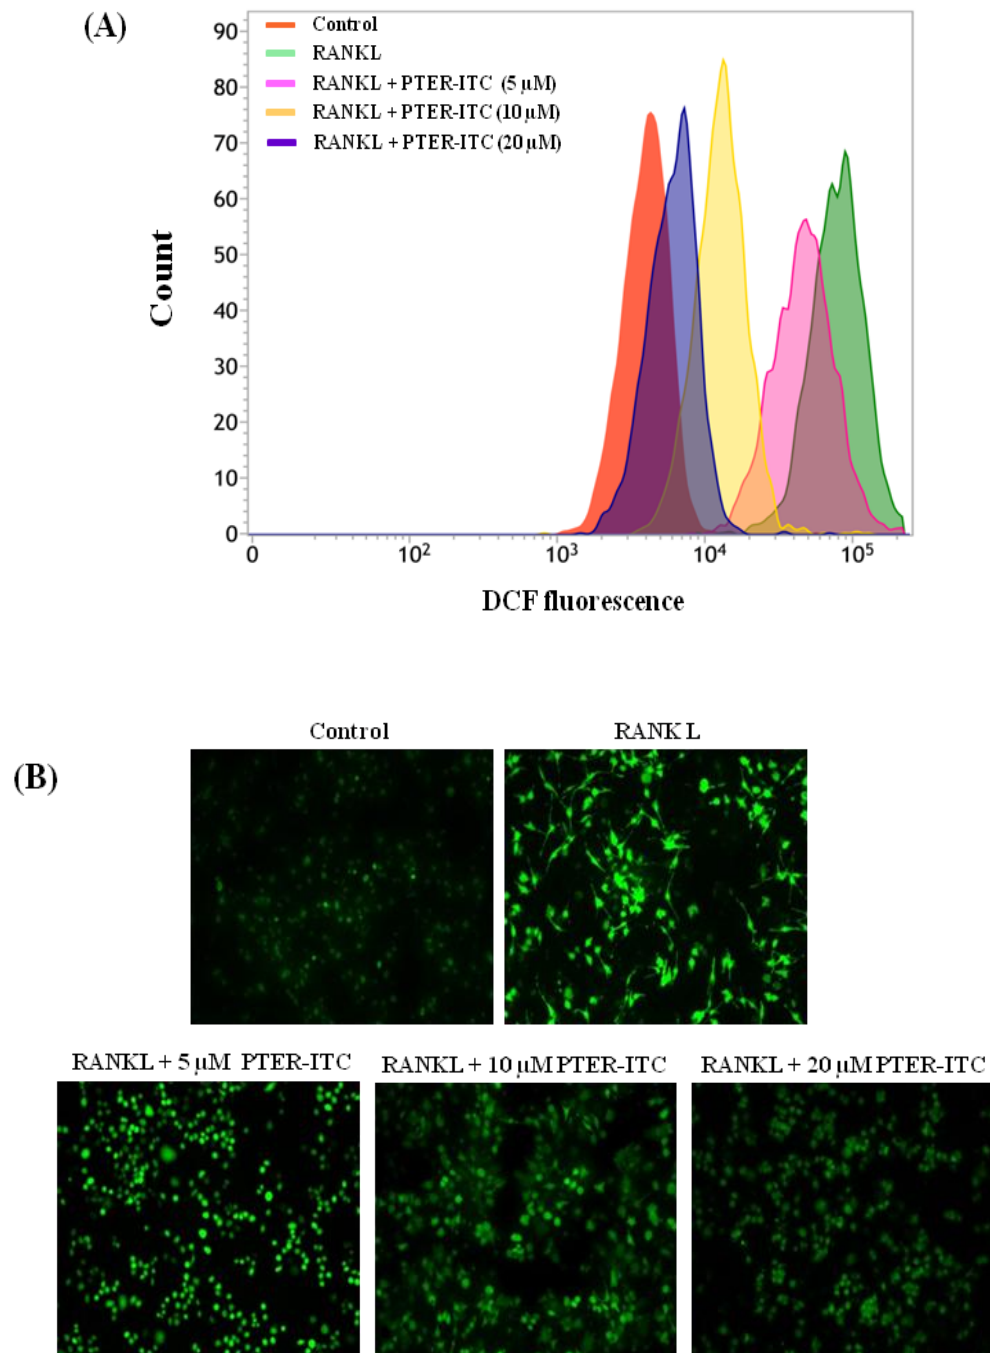 (A)
Control
RANKL
RANKL + PTER-ITC (5 µM)
RANKL + PTER-ITC (10 µM)
RANKL + PTER-ITC (20 µM)
90
80
70
60
50
40
30
20
10
0
Count
0 10² 10³ 10⁴ 10⁵
DCF fluorescence
(B)
Control RANK L
RANKL + 5 µM PTER-ITC RANKL + 10 µM PTER-ITC RANKL + 20 µM PTER-ITC